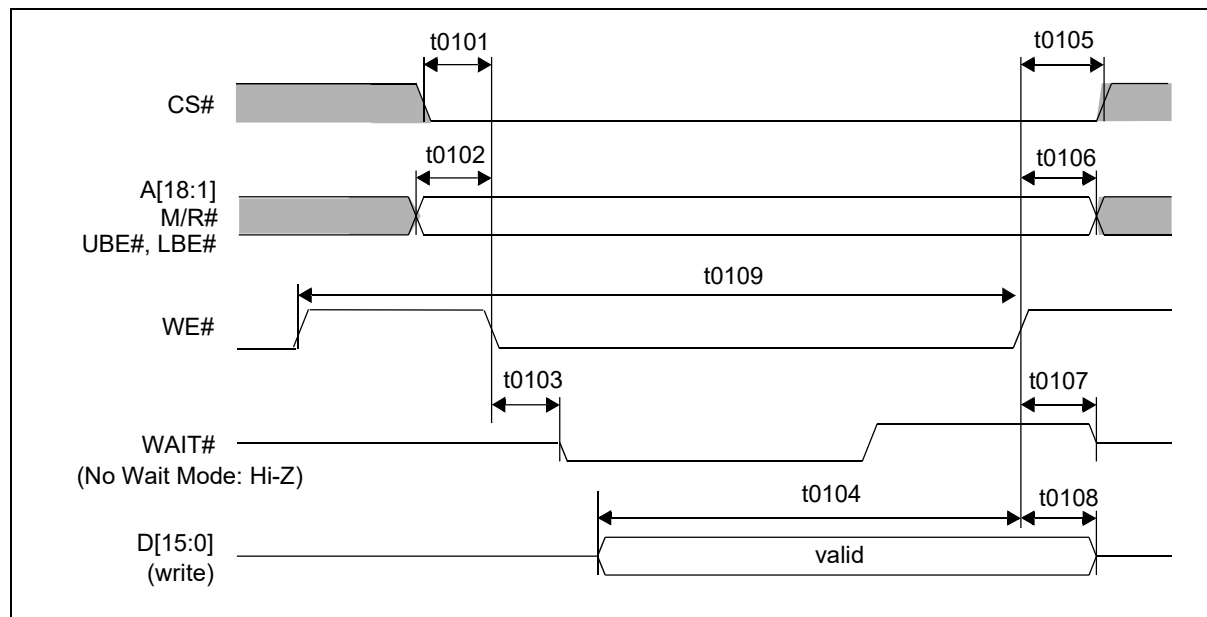 t0101
t0105
CS#
t0102
t0106
A[18:1]
M/R#
UBE#, LBE#
t0109
WE#
t0103
t0107
WAIT#
(No Wait Mode: Hi-Z)
t0104
t0108
D[15:0]
(write)
valid